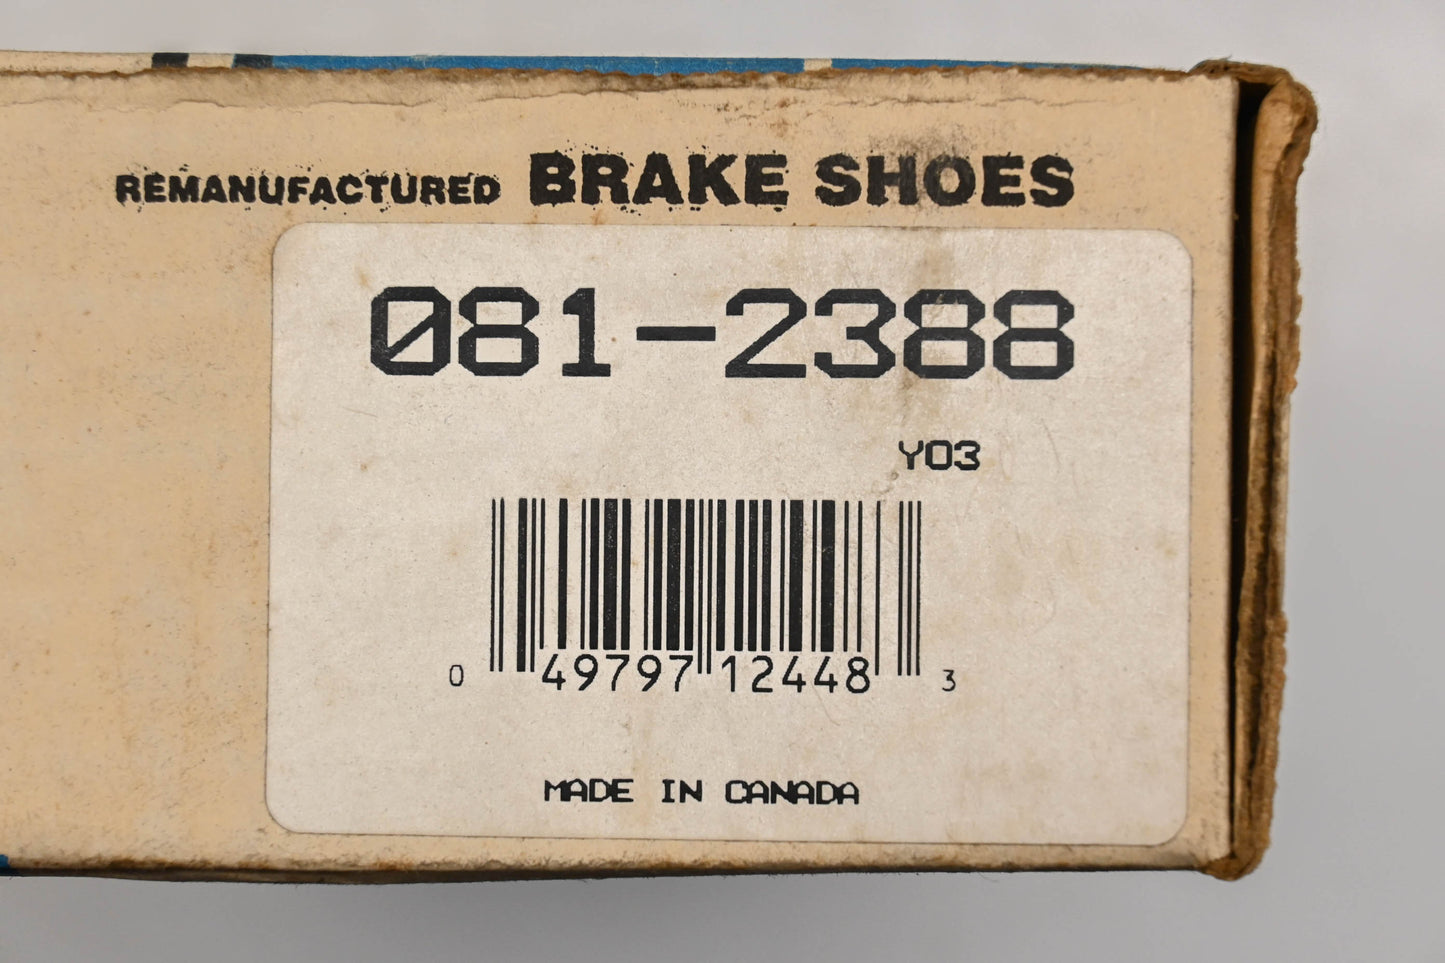 REMANUFACTURED BRAKE SHOES
081-2388
Y03
0 49797 12448 3
MADE IN CANADA